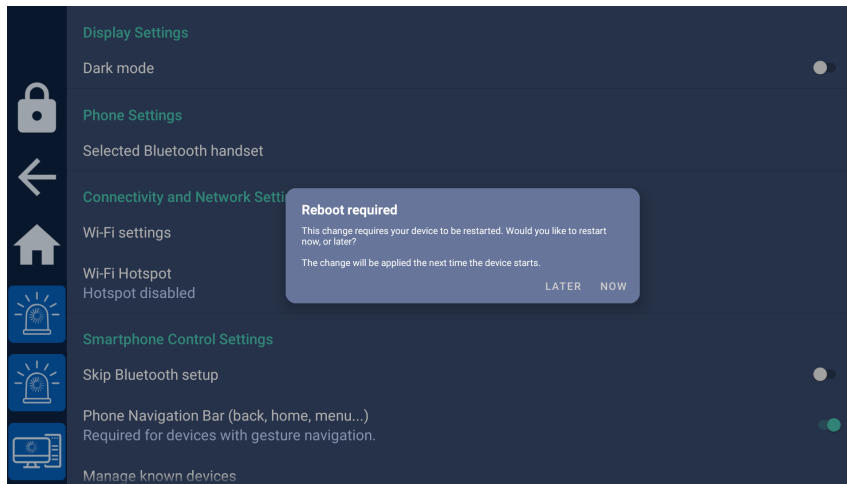 Display Settings
Dark mode
Phone Settings
Selected Bluetooth handset
Connectivity and Network Setti
Wi-Fi settings
Wi-Fi Hotspot
Hotspot disabled
Reboot required
This change requires your device to be restarted. Would you like to restart
now, or later?
The change will be applied the next time the device starts.
LATER NOW
Smartphone Control Settings
Skip Bluetooth setup
Phone Navigation Bar (back, home, menu...)
Required for devices with gesture navigation.
Manage known devices